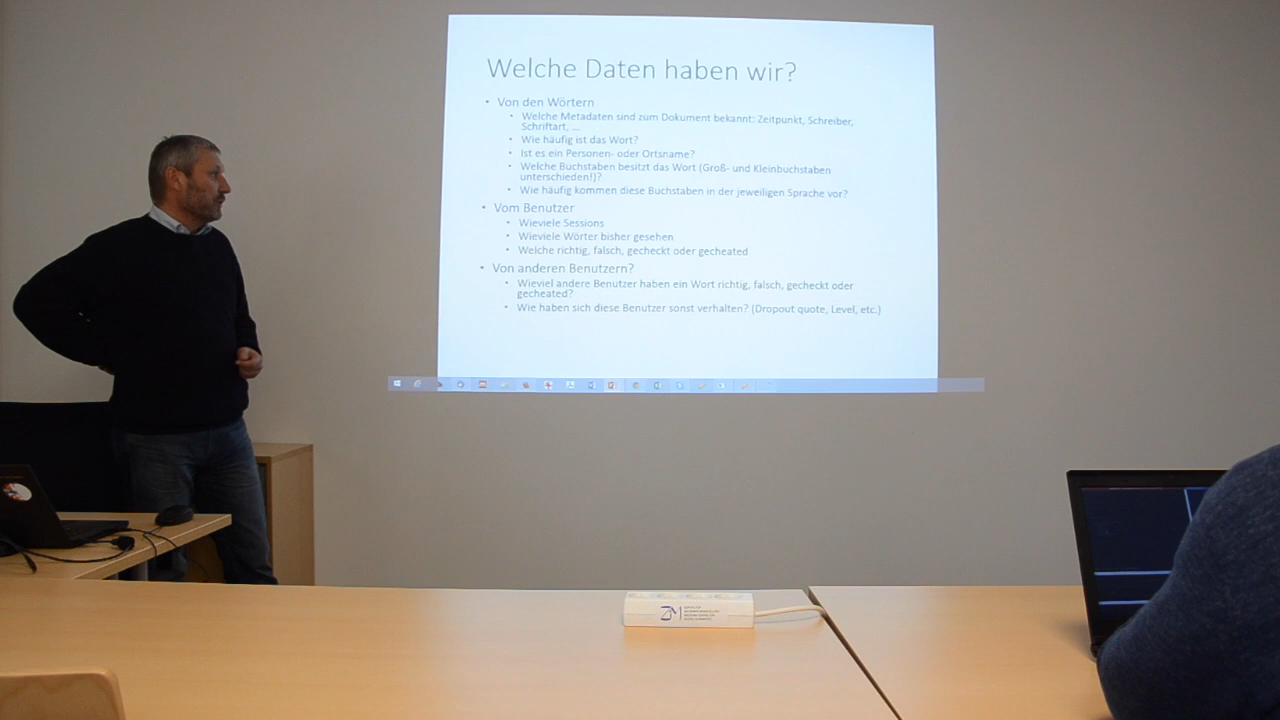 Welche Daten haben wir?
• Von den Wörtern
• Welche Metadaten sind zum Dokument bekannt: Zeitpunkt, Schreiber,
Schriftart, ...
• Wie häufig ist das Wort?
• Ist es ein Personen- oder Ortsname?
• Welche Buchstaben besitzt das Wort (Groß- und Kleinbuchstaben
unterschieden!)?
• Wie häufig kommen diese Buchstaben in der jeweiligen Sprache vor?
• Vom Benutzer
• Wieviele Sessions
• Wieviele Wörter bisher gesehen
• Welche richtig, falsch, gecheckt oder gecheated
• Von anderen Benutzern?
• Wieviel andere Benutzer haben ein Wort richtig, falsch, gecheckt oder
gecheated?
• Wie haben sich diese Benutzer sonst verhalten? (Dropout quote, Level, etc.)